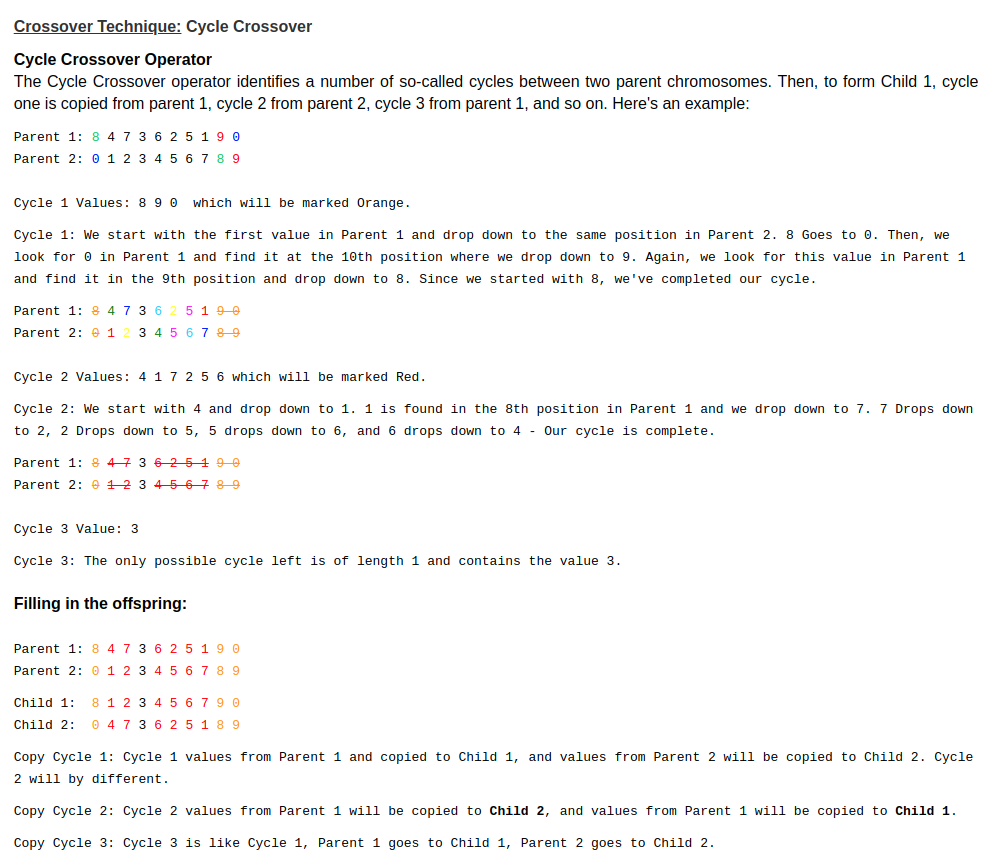 Crossover Technique: Cycle Crossover
Cycle Crossover Operator
The Cycle Crossover operator identifies a number of so-called cycles between two parent chromosomes. Then, to form Child 1, cycle
one is copied from parent 1, cycle 2 from parent 2, cycle 3 from parent 1, and so on. Here's an example:
Parent 1: 8 4 7 3 6 2 5 1 9 0
Parent 2: 0 1 2 3 4 5 6 7 8 9
Cycle 1 Values: 8 9 0  which will be marked Orange.
Cycle 1: We start with the first value in Parent 1 and drop down to the same position in Parent 2. 8 Goes to 0. Then, we
look for 0 in Parent 1 and find it at the 10th position where we drop down to 9. Again, we look for this value in Parent 1
and find it in the 9th position and drop down to 8. Since we started with 8, we've completed our cycle.
Parent 1: 8 4 7 3 6 2 5 1 9 0
Parent 2: 0 1 2 3 4 5 6 7 8 9
Cycle 2 Values: 4 1 7 2 5 6 which will be marked Red.
Cycle 2: We start with 4 and drop down to 1. 1 is found in the 8th position in Parent 1 and we drop down to 7. 7 Drops down
to 2, 2 Drops down to 5, 5 drops down to 6, and 6 drops down to 4 - Our cycle is complete.
Parent 1: 8 4 7 3 6 2 5 1 9 0
Parent 2: 0 1 2 3 4 5 6 7 8 9
Cycle 3 Value: 3
Cycle 3: The only possible cycle left is of length 1 and contains the value 3.
Filling in the offspring:
Parent 1: 8 4 7 3 6 2 5 1 9 0
Parent 2: 0 1 2 3 4 5 6 7 8 9
Child 1:  8 1 2 3 4 5 6 7 9 0
Child 2:  0 4 7 3 6 2 5 1 8 9
Copy Cycle 1: Cycle 1 values from Parent 1 and copied to Child 1, and values from Parent 2 will be copied to Child 2. Cycle
2 will by different.
Copy Cycle 2: Cycle 2 values from Parent 1 will be copied to Child 2, and values from Parent 1 will be copied to Child 1.
Copy Cycle 3: Cycle 3 is like Cycle 1, Parent 1 goes to Child 1, Parent 2 goes to Child 2.